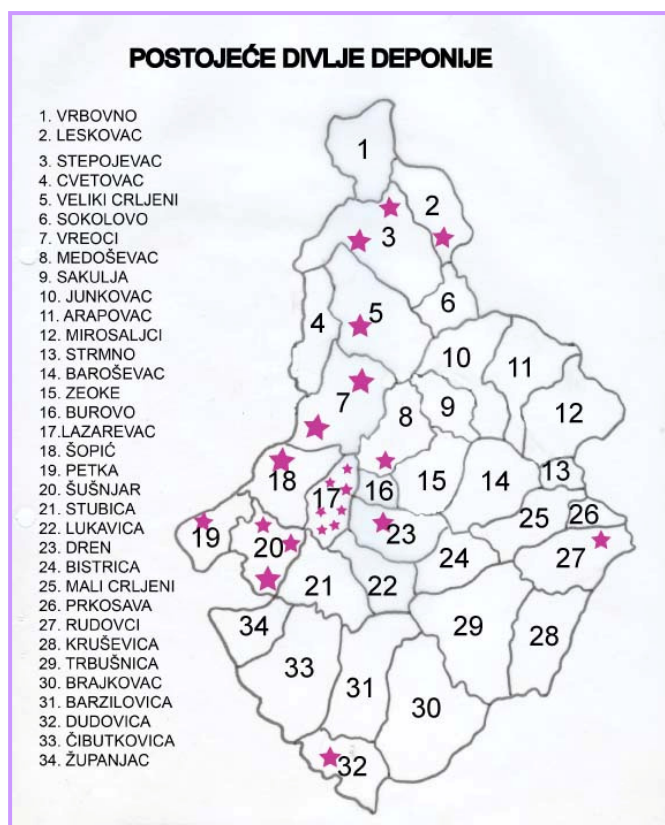 POSTOJEĆE DIVLJE DEPONIJE
1. VRBOVNO
2. LESKOVAC
3. STEPOJEVAC
4. CVETOVAC
5. VELIKI CRLJENI
6. SOKOLOVO
7. VREOCI
8. MEDOŠEVAC
9. SAKULJA
10. JUNKOVAC
11. ARAPOVAC
12. MIROSALJCI
13. STRMNO
14. BAROŠEVAC
15. ZEOKE
16. BUROVO
17.LAZAREVAC
18. ŠOPIĆ
19. PETKA
20. ŠUŠNJAR
21. STUBICA
22. LUKAVICA
23. DREN
24. BISTRICA
25. MALI CRLJENI
26. PRKOSAVA
27. RUDOVCI
28. KRUŠEVICA
29. TRBUŠNICA
30. BRAJKOVAC
31. BARZILOVICA
32. DUDOVICA
33. ČIBUTKOVICA
34. ŽUPANJAC
1
2
3
6
5
4
10
11
7
9
8
12
18
17
16
15
14
13
19
20
23
25
26
24
27
21
22
34
33
29
28
31
30
32